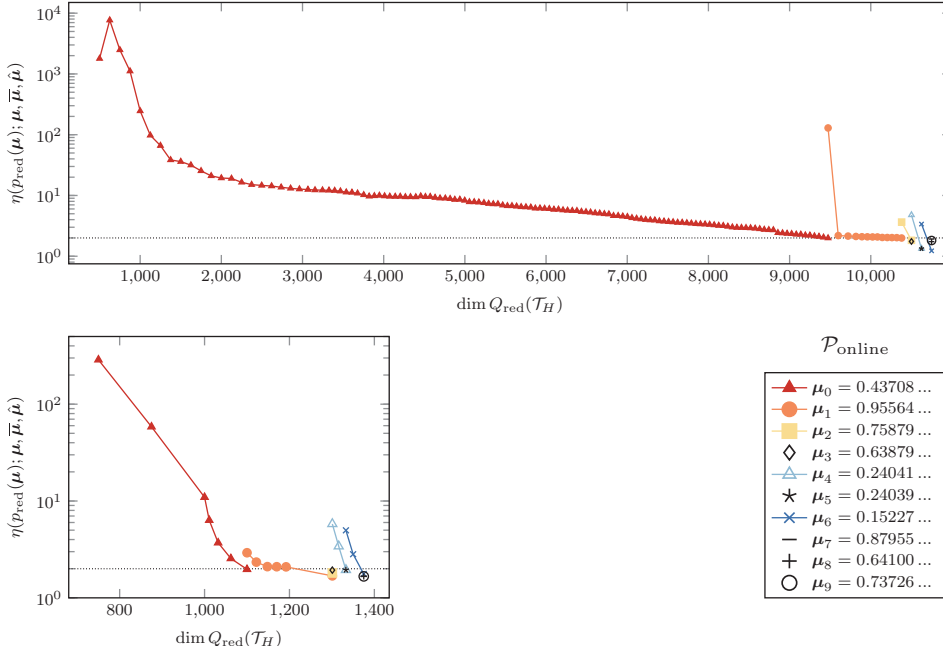 10^4
10^3
10^2
10^1
10^0
η(p_red(μ); μ, \overline{μ}, \hat{μ})
1,000 2,000 3,000 4,000 5,000 6,000 7,000 8,000 9,000 10,000
dim Q_red(𝒯_H)
10^2
10^1
10^0
η(p_red(μ); μ, \overline{μ}, \hat{μ})
800 1,000 1,200 1,400
dim Q_red(𝒯_H)
𝒫_online
μ_0 = 0.43708 ...
μ_1 = 0.95564 ...
μ_2 = 0.75879 ...
μ_3 = 0.63879 ...
μ_4 = 0.24041 ...
μ_5 = 0.24039 ...
μ_6 = 0.15227 ...
μ_7 = 0.87955 ...
μ_8 = 0.64100 ...
μ_9 = 0.73726 ...